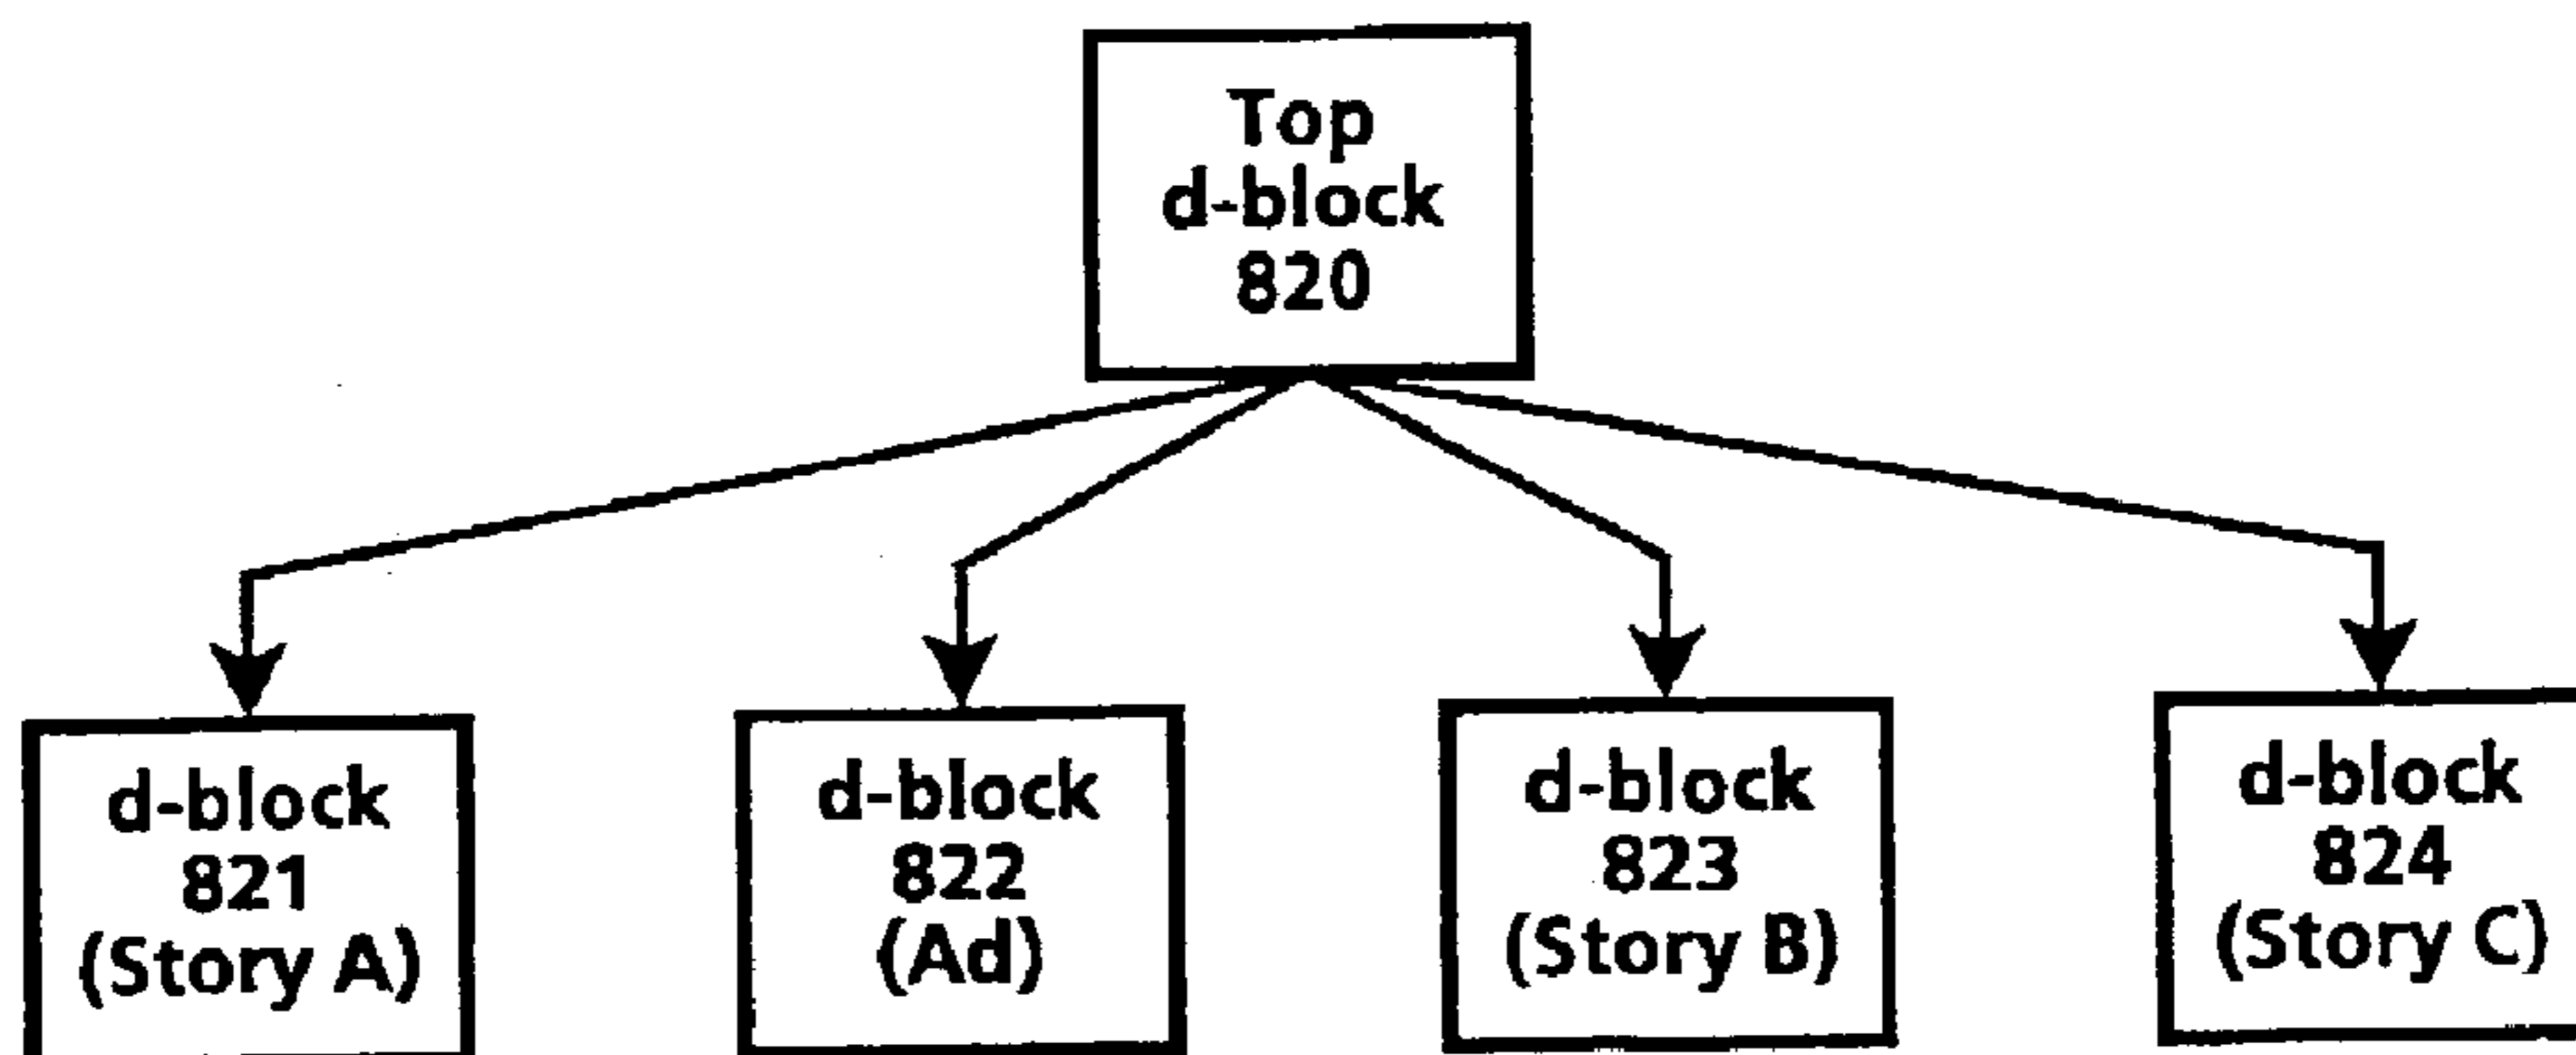 Top
d-block
820
d-block
821
(Story A)
d-block
822
(Ad)
d-block
823
(Story B)
d-block
824
(Story C)